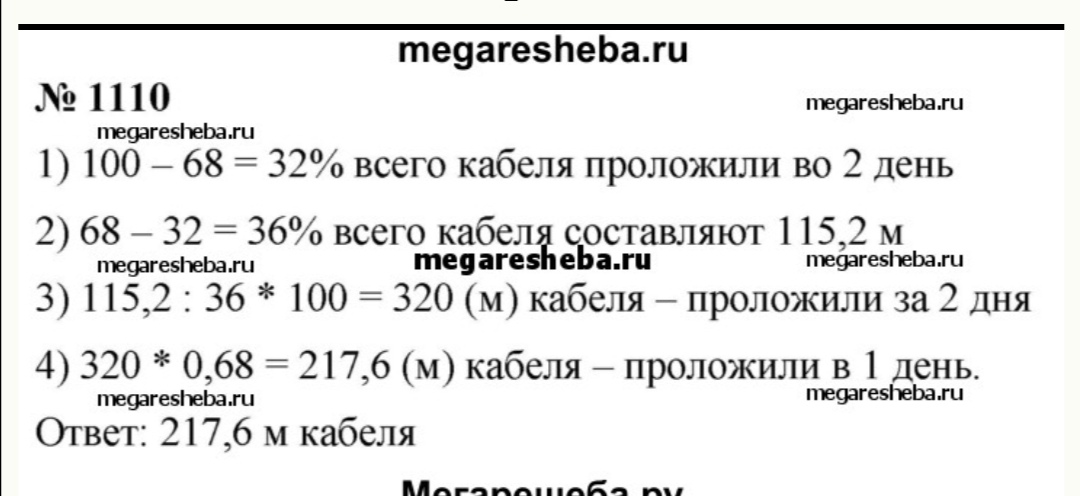 megaresheba.ru
№ 1110
megaresheba.ru
megaresheba.ru
1) 100 – 68 = 32% всего кабеля проложили во 2 день
2) 68 – 32 = 36% всего кабеля составляют 115,2 м
megaresheba.ru
megaresheba.ru
megaresheba.ru
3) 115,2 : 36 * 100 = 320 (м) кабеля – проложили за 2 дня
4) 320 * 0,68 = 217,6 (м) кабеля – проложили в 1 день.
megaresheba.ru
megaresheba.ru
Ответ: 217,6 м кабеля
Мегарешеба.ру